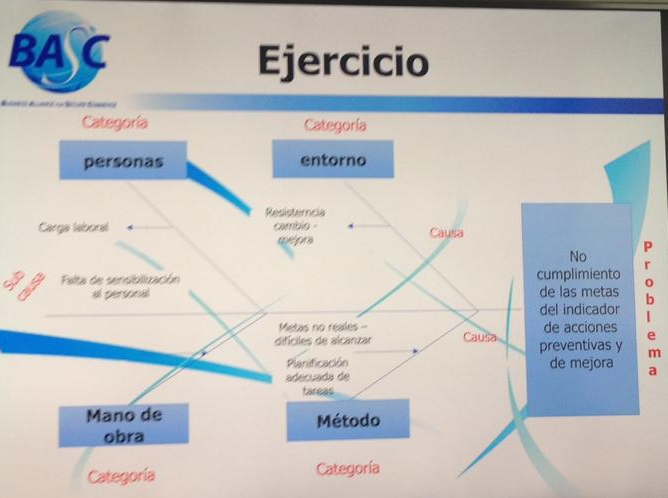 BASC
BUSINESS ALLIANCE FOR SECURE COMMERCE
Ejercicio
Categoría
Categoría
personas
entorno
Carga laboral
Resisterncia
cambio -
mejora
Causa
Sub
causa
Falta de sensibilización
al personal
No
cumplimiento
de las metas
del indicador
de acciones
preventivas y
de mejora
Problema
Metas no reales –
difíciles de alcanzar
Causa
Planificación
adecuada de
tareas
Mano de
obra
Método
Categoría
Categoría